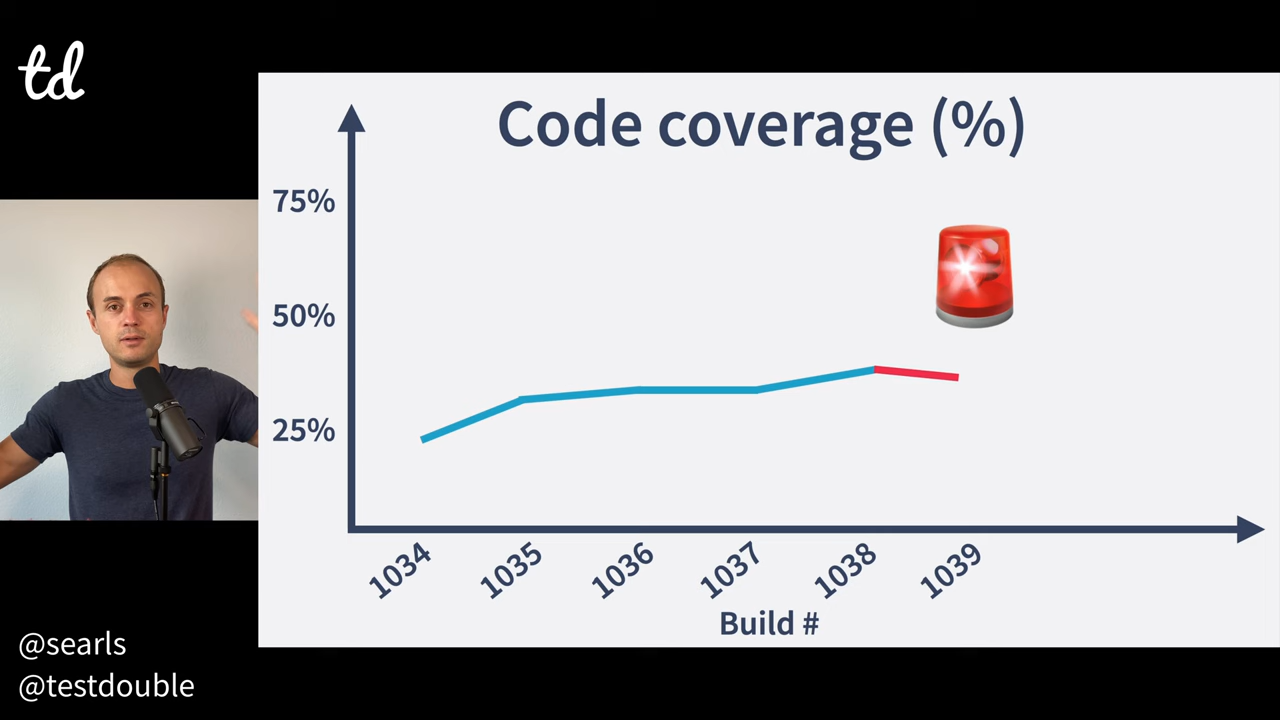 td
Code coverage (%)
75%
50%
25%
1034 1035 1036 1037 1038 1039
Build #
@searls
@testdouble